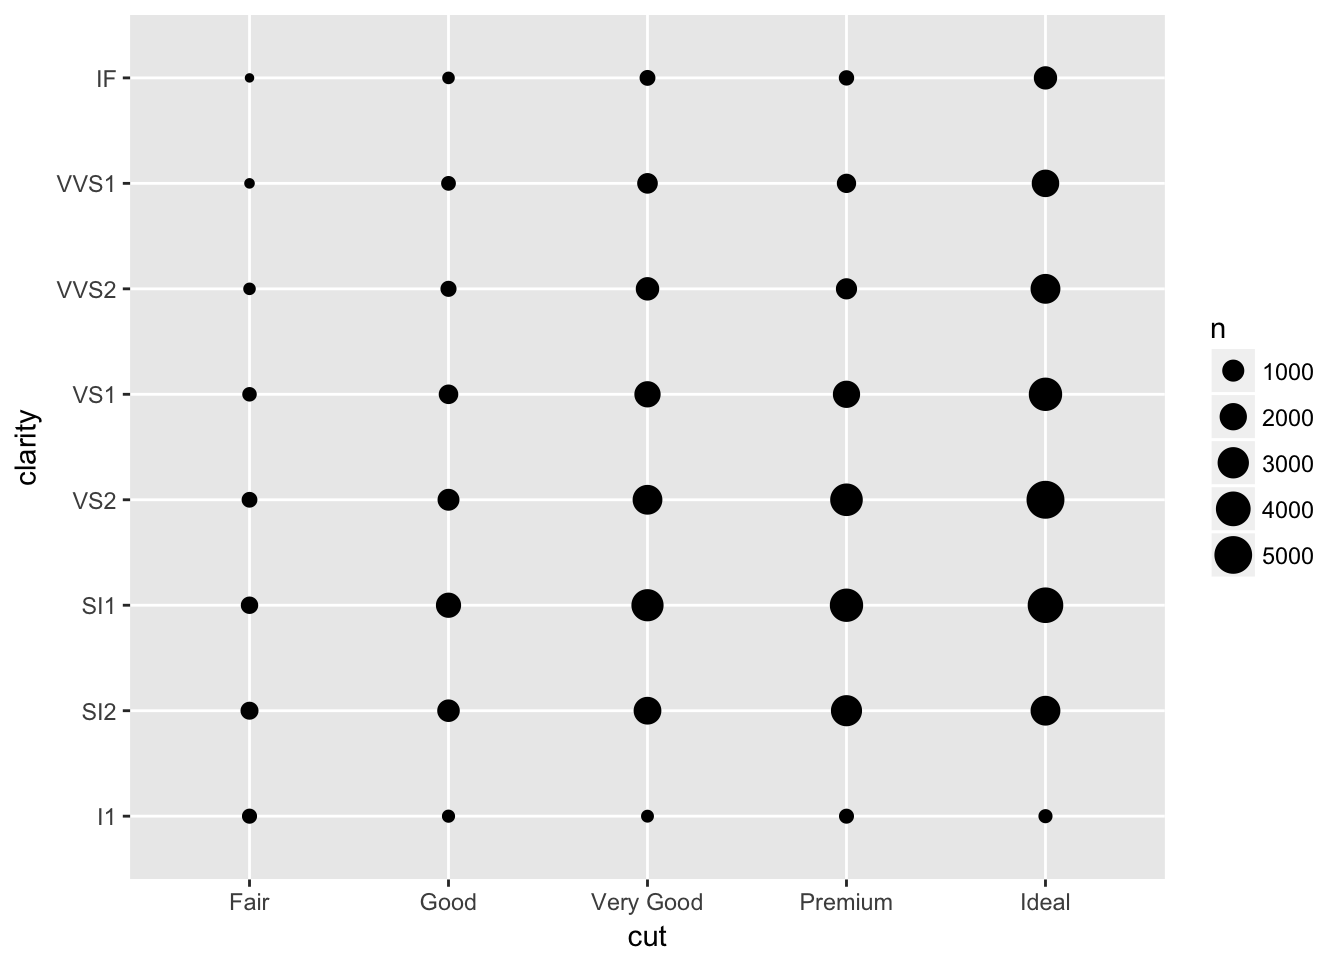 IF
VVS1
VVS2
VS1
VS2
SI1
SI2
I1
clarity
Fair Good Very Good Premium Ideal
cut
n
1000
2000
3000
4000
5000